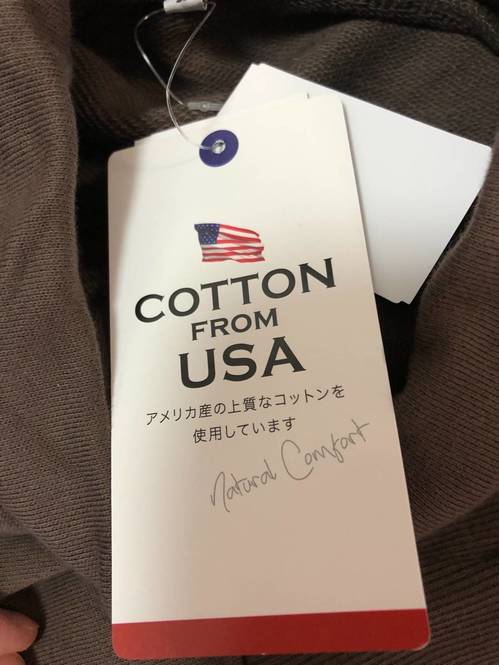 COTTON
FROM
USA
アメリカ産の上質なコットンを
使用しています
Natural Comfort